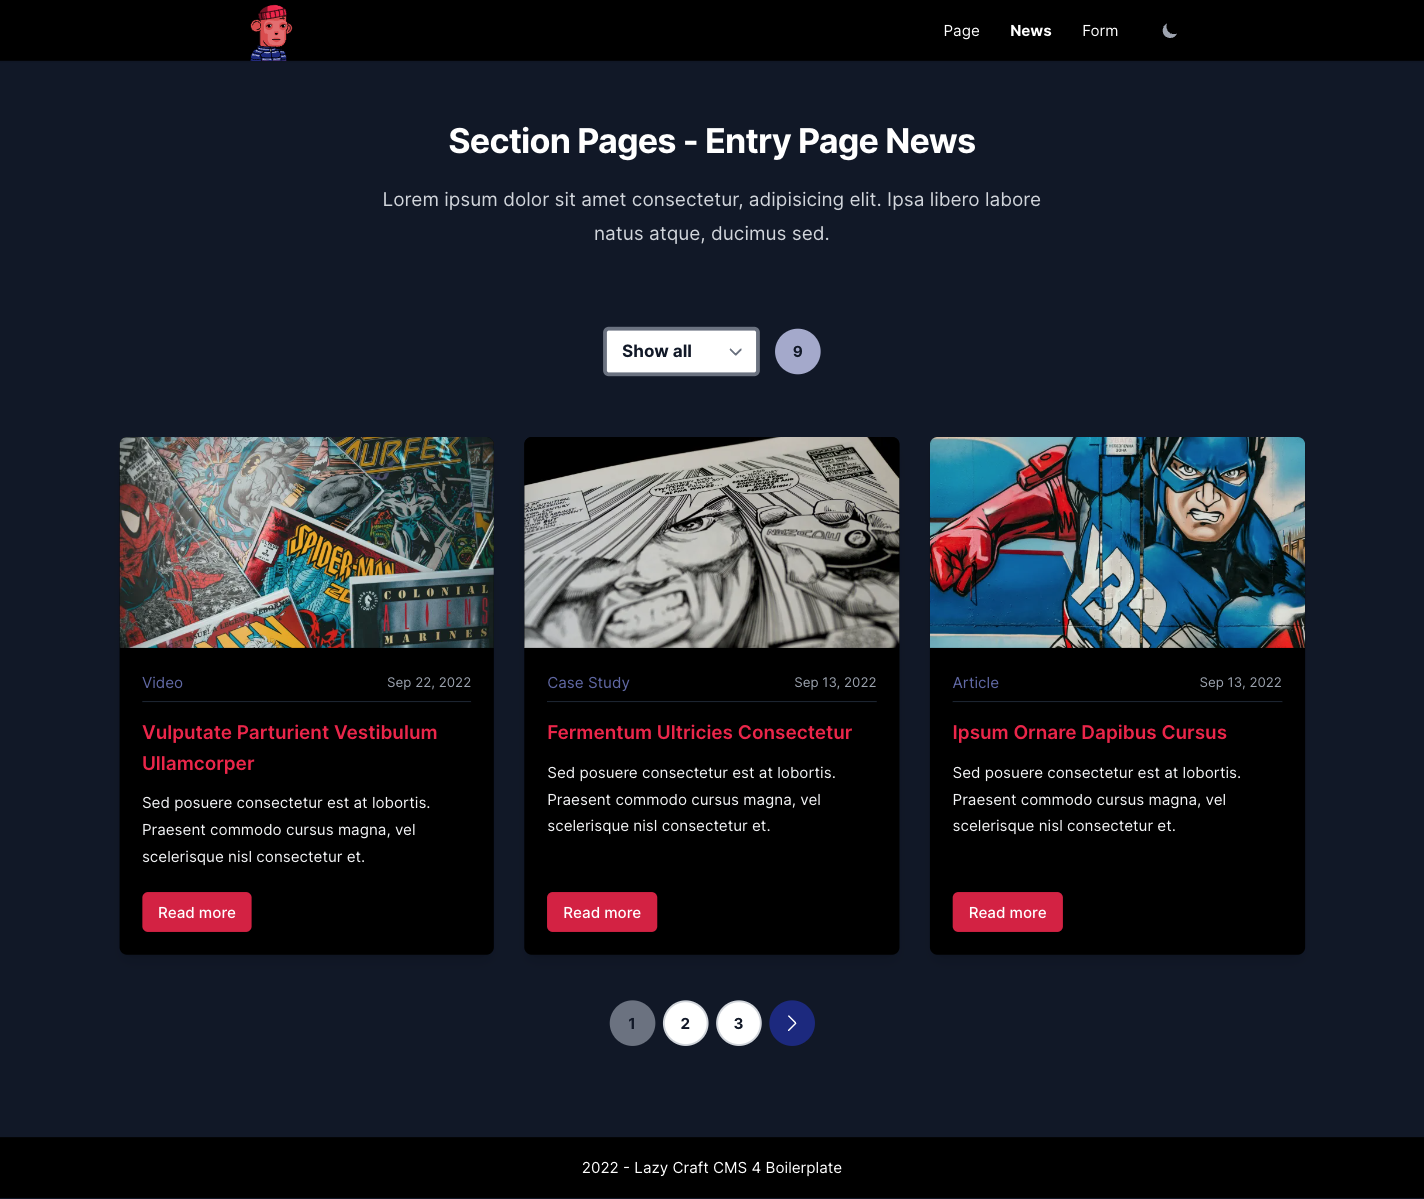 Page
News
Form
Section Pages - Entry Page News
Lorem ipsum dolor sit amet consectetur, adipisicing elit. Ipsa libero labore
natus atque, ducimus sed.
Show all
9
SPIDER-MAN
COLONIAL
ALIENS
MARINES
Video
Sep 22, 2022
Vulputate Parturient Vestibulum
Ullamcorper
Sed posuere consectetur est at lobortis.
Praesent commodo cursus magna, vel
scelerisque nisl consectetur et.
Read more
Case Study
Sep 13, 2022
Fermentum Ultricies Consectetur
Sed posuere consectetur est at lobortis.
Praesent commodo cursus magna, vel
scelerisque nisl consectetur et.
Read more
Article
Sep 13, 2022
Ipsum Ornare Dapibus Cursus
Sed posuere consectetur est at lobortis.
Praesent commodo cursus magna, vel
scelerisque nisl consectetur et.
Read more
1
2
3
2022 - Lazy Craft CMS 4 Boilerplate